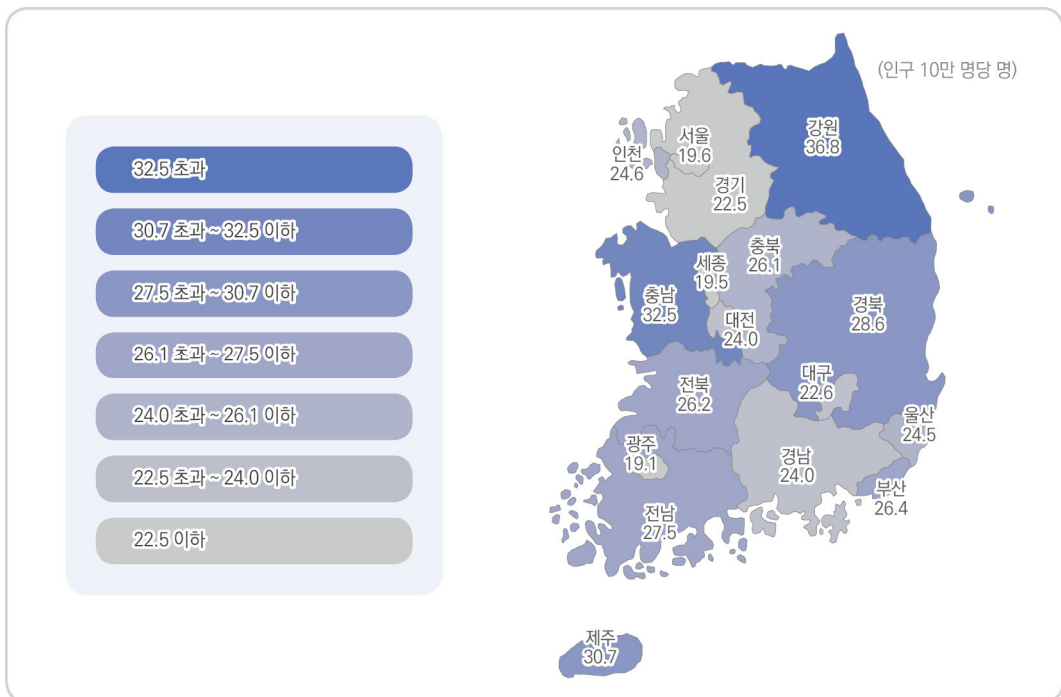 (인구 10만 명당 명)
32.5 초과
30.7 초과 ~ 32.5 이하
27.5 초과 ~ 30.7 이하
26.1 초과 ~ 27.5 이하
24.0 초과 ~ 26.1 이하
22.5 초과 ~ 24.0 이하
22.5 이하
강원
36.8
서울
19.6
인천
24.6
경기
22.5
충북
26.1
세종
19.5
충남
32.5
대전
24.0
경북
28.6
대구
22.6
전북
26.2
울산
24.5
광주
19.1
경남
24.0
부산
26.4
전남
27.5
제주
30.7